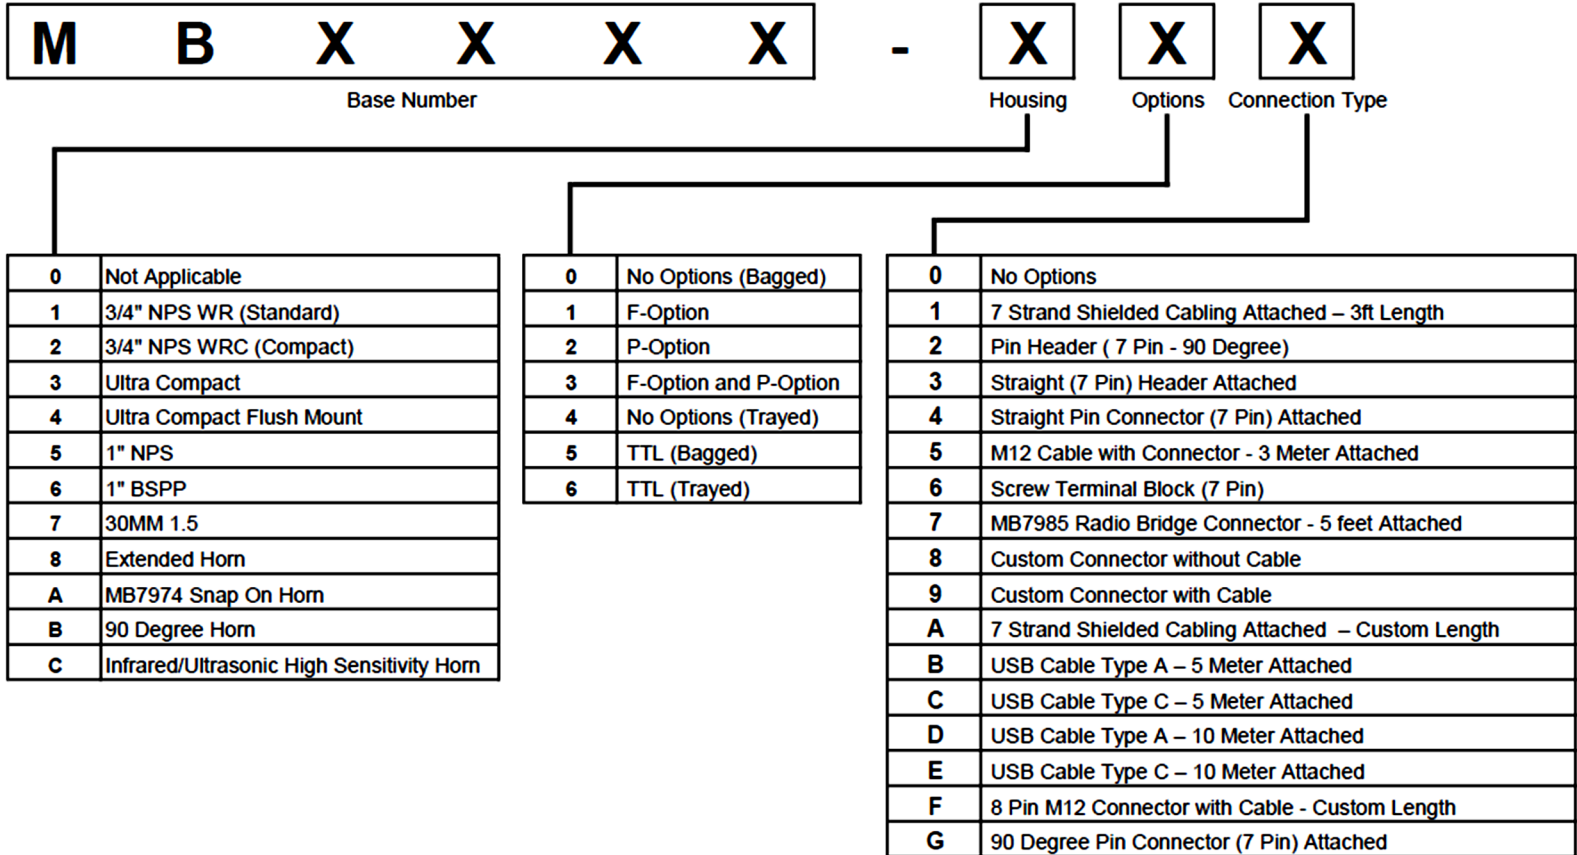 M B X X X X - X X X
Base Number Housing Options Connection Type
0 Not Applicable
1 3/4" NPS WR (Standard)
2 3/4" NPS WRC (Compact)
3 Ultra Compact
4 Ultra Compact Flush Mount
5 1" NPS
6 1" BSPP
7 30MM 1.5
8 Extended Horn
A MB7974 Snap On Horn
B 90 Degree Horn
C Infrared/Ultrasonic High Sensitivity Horn
0 No Options (Bagged)
1 F-Option
2 P-Option
3 F-Option and P-Option
4 No Options (Trayed)
5 TTL (Bagged)
6 TTL (Trayed)
0 No Options
1 7 Strand Shielded Cabling Attached – 3ft Length
2 Pin Header ( 7 Pin - 90 Degree)
3 Straight (7 Pin) Header Attached
4 Straight Pin Connector (7 Pin) Attached
5 M12 Cable with Connector - 3 Meter Attached
6 Screw Terminal Block (7 Pin)
7 MB7985 Radio Bridge Connector - 5 feet Attached
8 Custom Connector without Cable
9 Custom Connector with Cable
A 7 Strand Shielded Cabling Attached – Custom Length
B USB Cable Type A – 5 Meter Attached
C USB Cable Type C – 5 Meter Attached
D USB Cable Type A – 10 Meter Attached
E USB Cable Type C – 10 Meter Attached
F 8 Pin M12 Connector with Cable - Custom Length
G 90 Degree Pin Connector (7 Pin) Attached